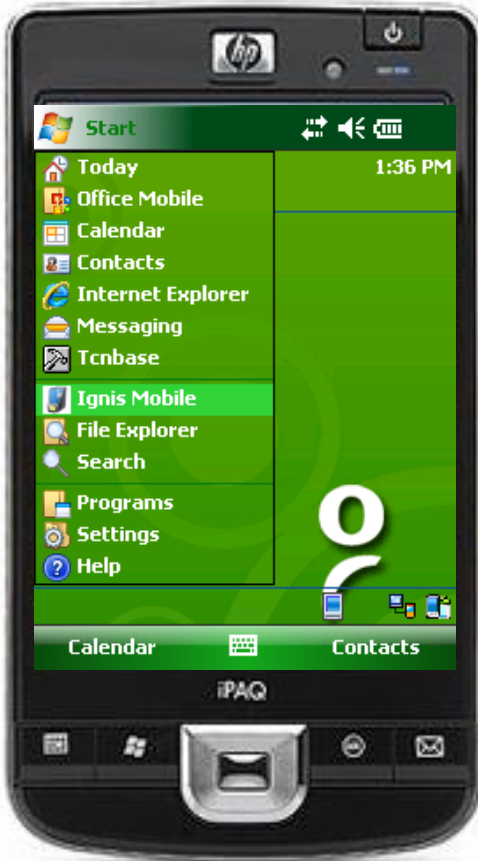 hp
Start
1:36 PM
Today
Office Mobile
Calendar
Contacts
Internet Explorer
Messaging
Tcnbase
Ignis Mobile
File Explorer
Search
Programs
Settings
Help
Calendar
Contacts
iPAQ